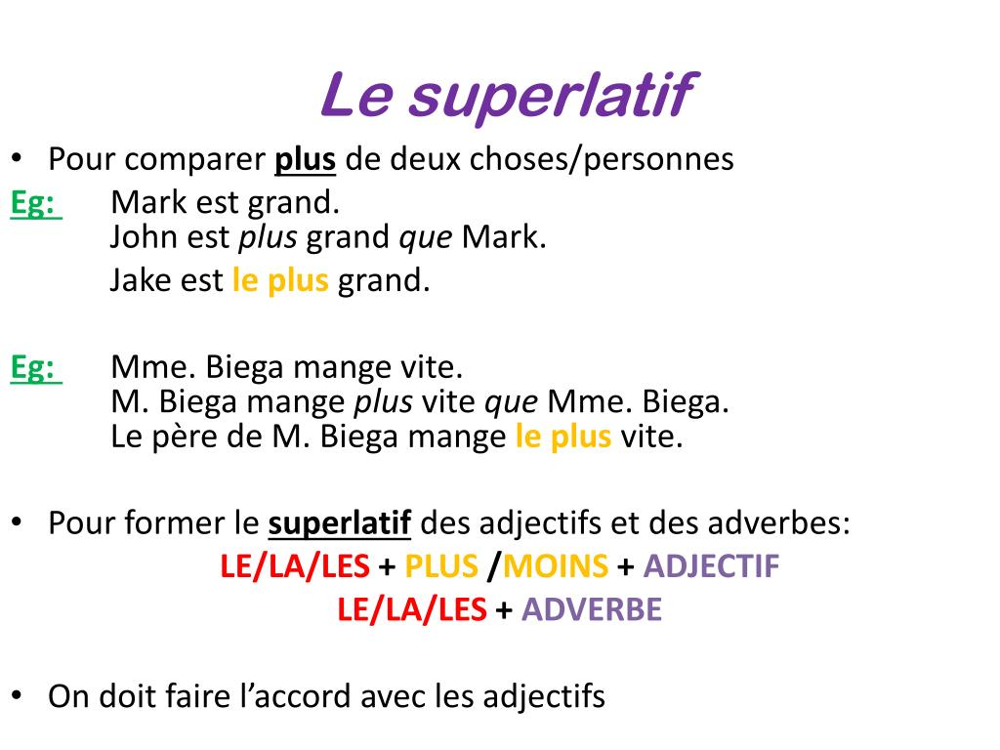 Le superlatif
• Pour comparer plus de deux choses/personnes
Eg: Mark est grand.
John est plus grand que Mark.
Jake est le plus grand.
Eg: Mme. Biega mange vite.
M. Biega mange plus vite que Mme. Biega.
Le père de M. Biega mange le plus vite.
• Pour former le superlatif des adjectifs et des adverbes:
LE/LA/LES + PLUS /MOINS + ADJECTIF
LE/LA/LES + ADVERBE
• On doit faire l’accord avec les adjectifs